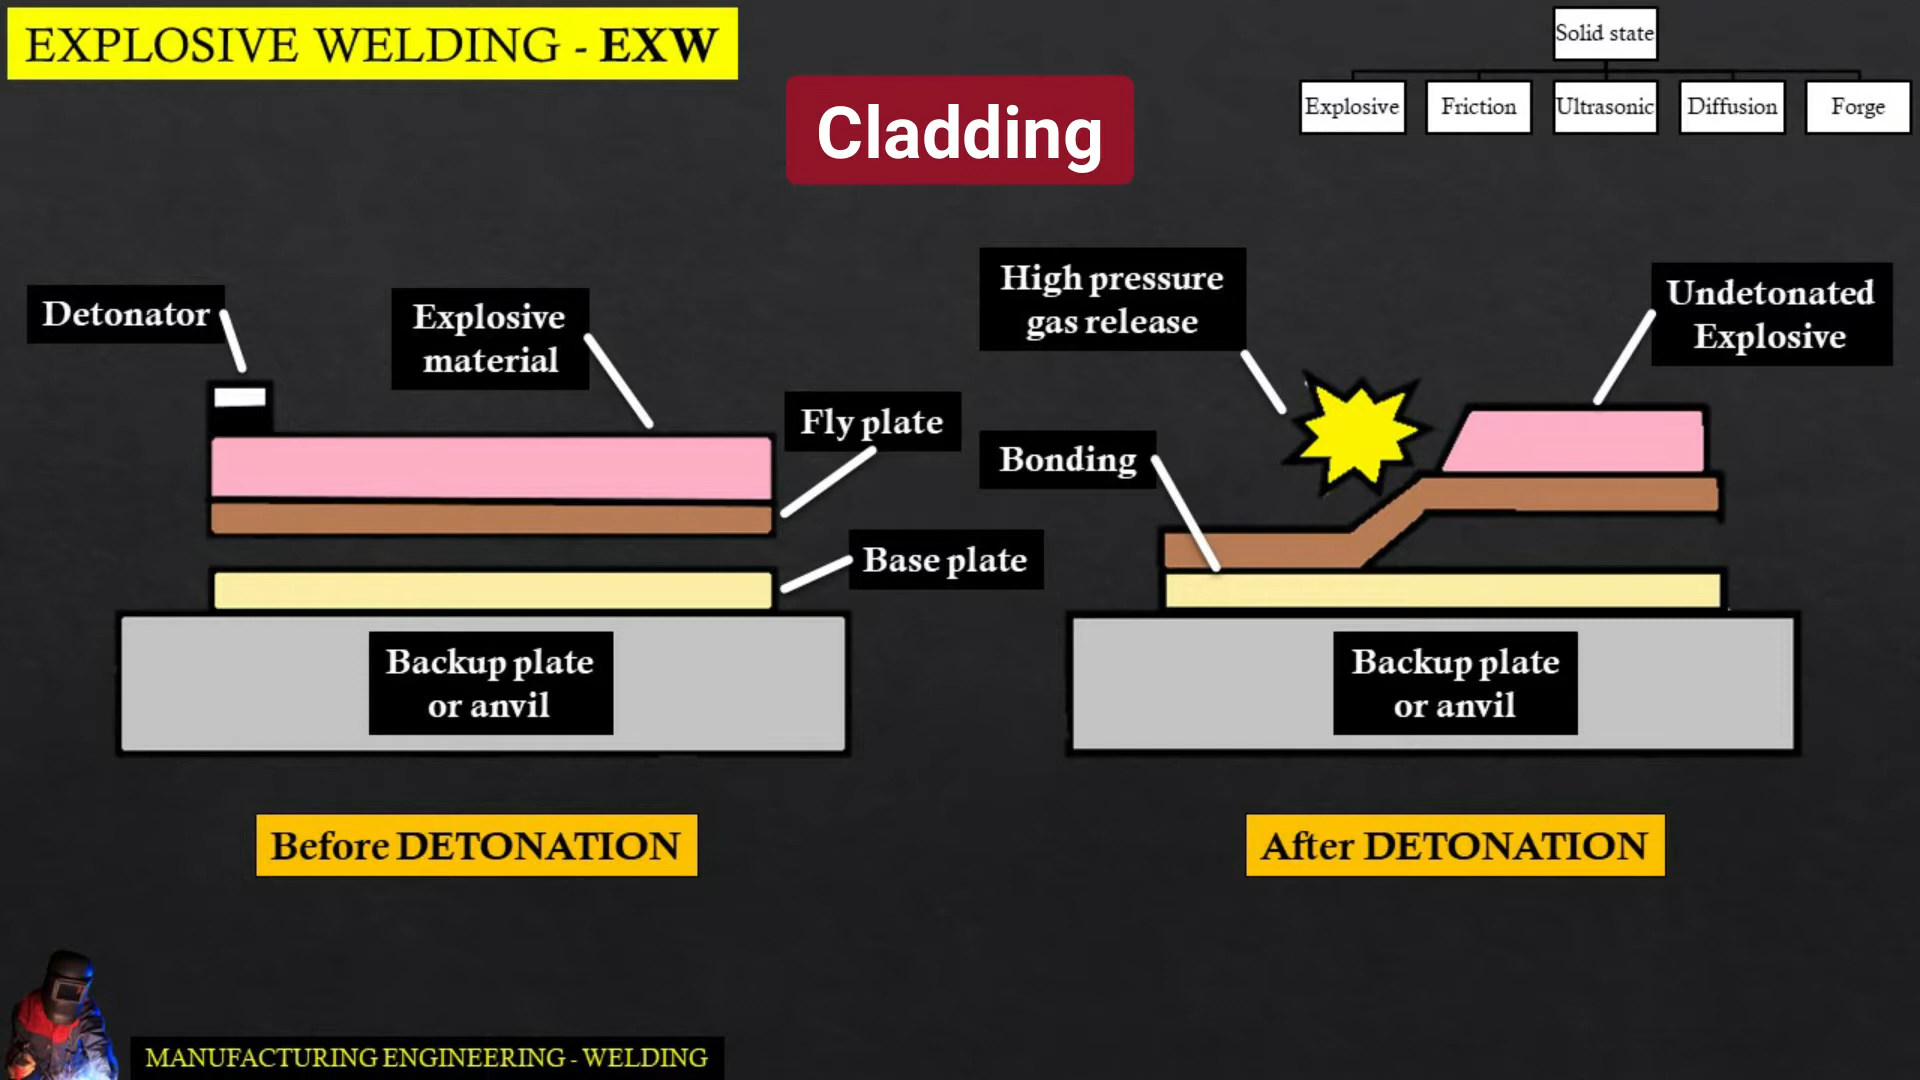 EXPLOSIVE WELDING - EXW
Cladding
Solid state
Explosive
Friction
Ultrasonic
Diffusion
Forge
Detonator
Explosive
material
Fly plate
Base plate
Backup plate
or anvil
Before DETONATION
High pressure
gas release
Undetonated
Explosive
Bonding
Backup plate
or anvil
After DETONATION
MANUFACTURING ENGINEERING - WELDING